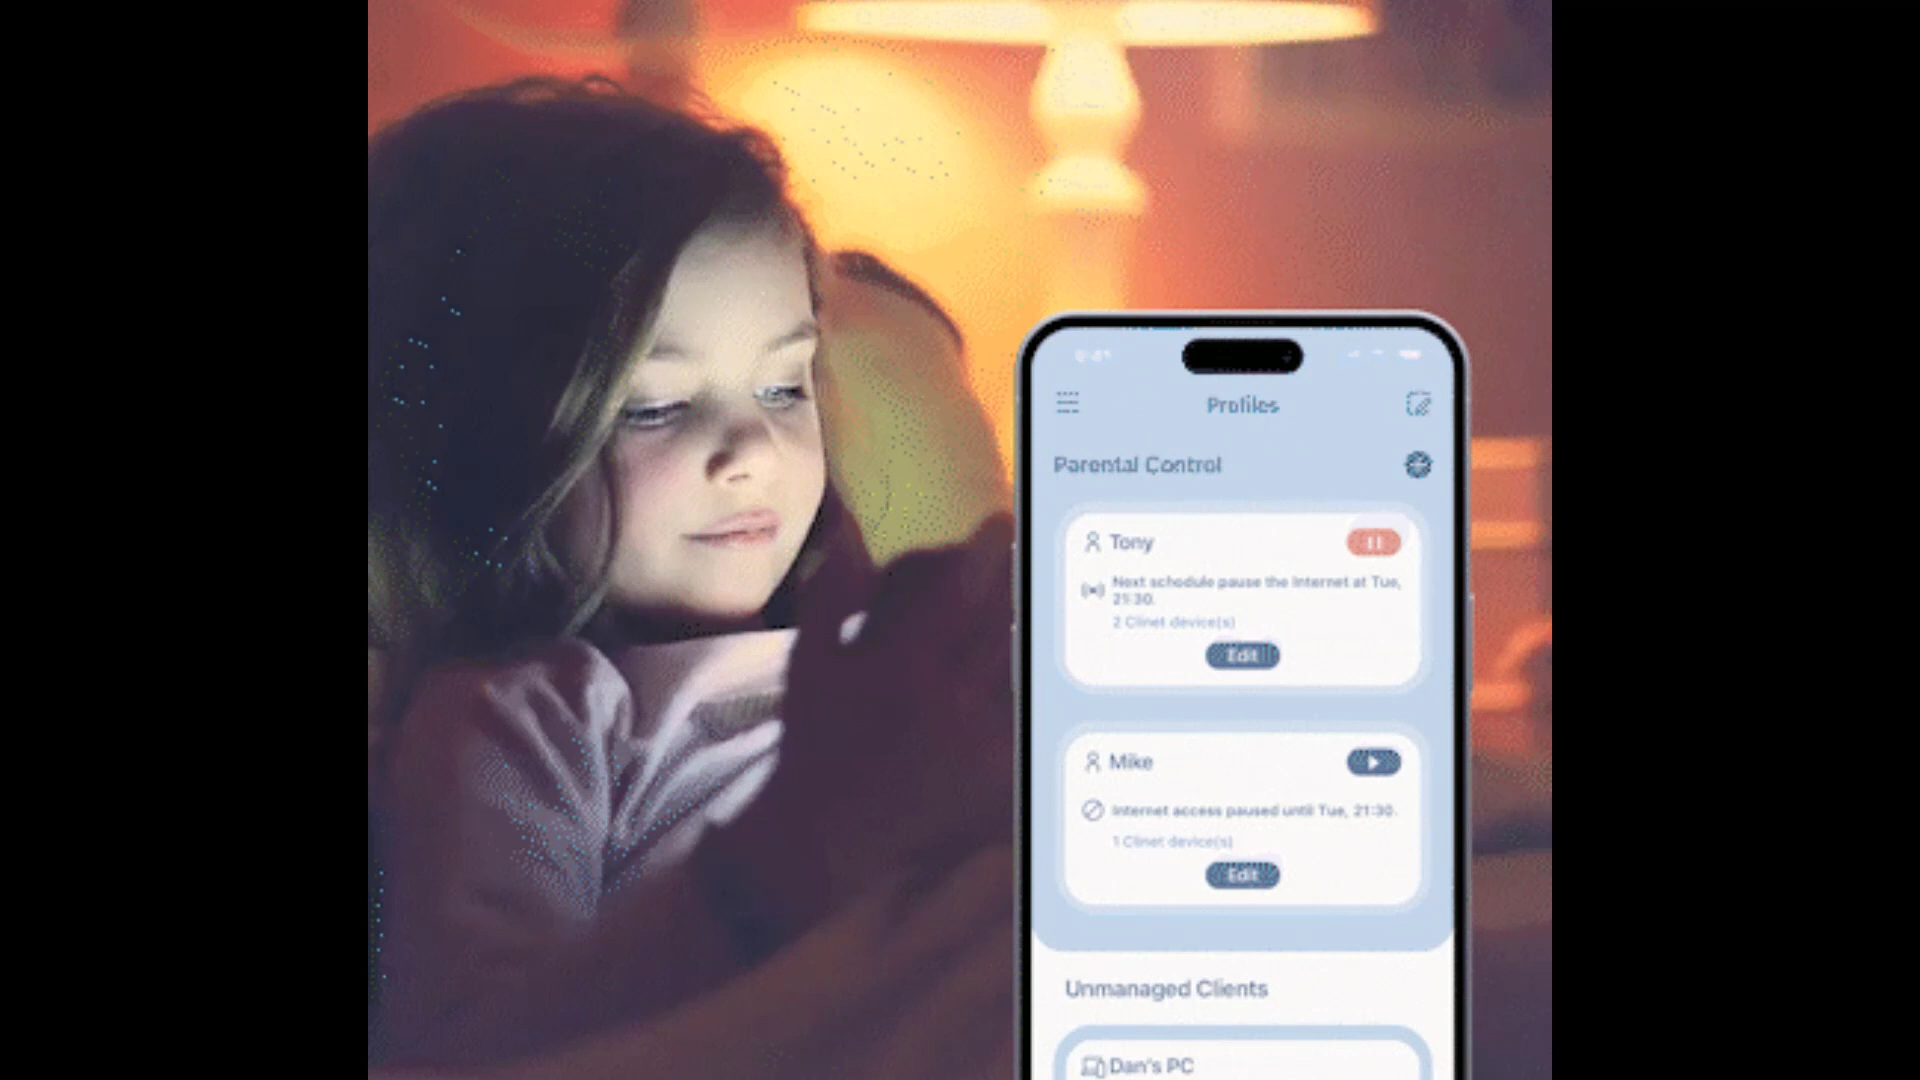 Profiles
Parental Control
Tony
Next schedule pause the Internet at Tue,
21:30.
2 Clinet device(s)
Edit
Mike
Internet access paused until Tue, 21:30.
1 Clinet device(s)
Edit
Unmanaged Clients
Dan's PC